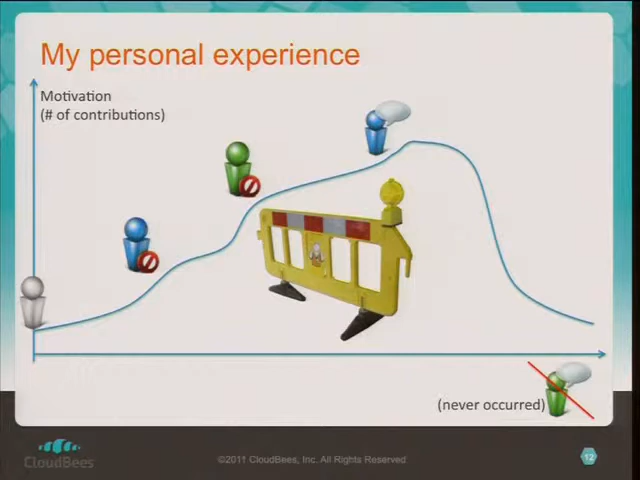 My personal experience
Motivation
(# of contributions)
(never occurred)
CloudBees
©2011 CloudBees, Inc. All Rights Reserved
12